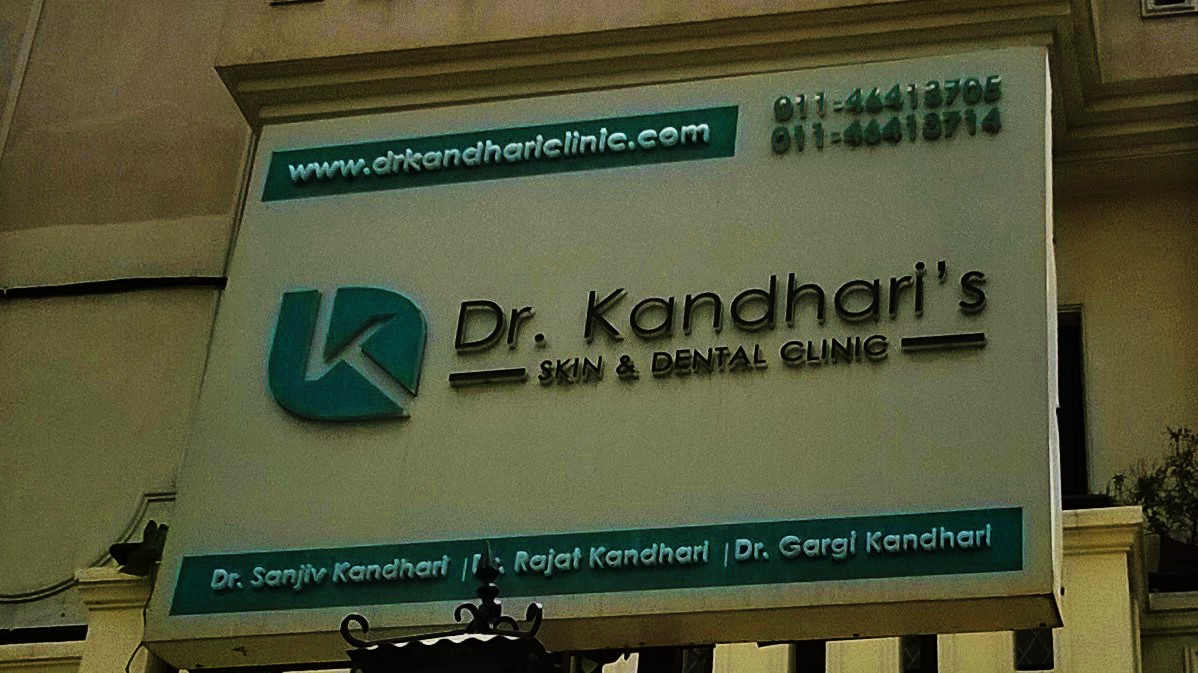 www.drkandhariclinic.com
011-46413705
011-46413714
K
Dr. Kandhari's
SKIN & DENTAL CLINIC
Dr. Sanjiv Kandhari | Dr. Rajat Kandhari | Dr. Gargi Kandhari